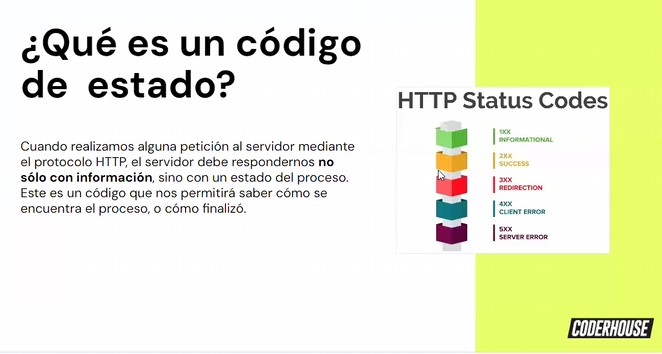 ¿Qué es un código
de estado?
Cuando realizamos alguna petición al servidor mediante
el protocolo HTTP, el servidor debe respondernos no
sólo con información, sino con un estado del proceso.
Este es un código que nos permitirá saber cómo se
encuentra el proceso, o cómo finalizó.
HTTP Status Codes
1XX
INFORMATIONAL
2XX
SUCCESS
3XX
REDIRECTION
4XX
CLIENT ERROR
5XX
SERVER ERROR
CODERHOUSE